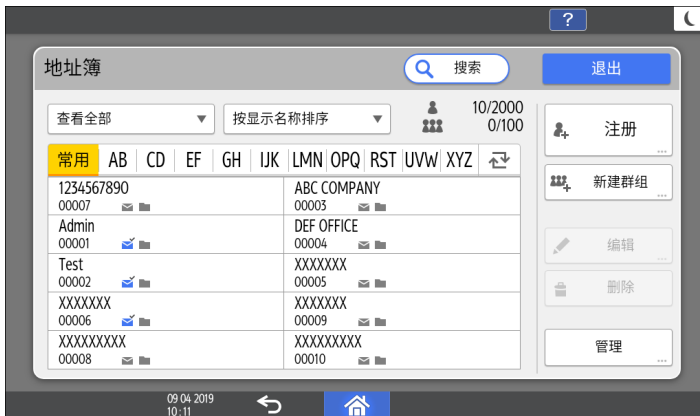 ?
地址簿
搜索
退出
查看全部
按显示名称排序
10/2000
0/100
注册
常用 AB CD EF GH IJK LMN OPQ RST UVW XYZ
新建群组
1234567890
00007
ABC COMPANY
00003
Admin
00001
DEF OFFICE
00004
编辑
Test
00002
XXXXXXX
00005
删除
XXXXXXX
00006
XXXXXXX
00009
XXXXXXXXX
00008
XXXXXXXXX
00010
管理
09 04 2019
10:11